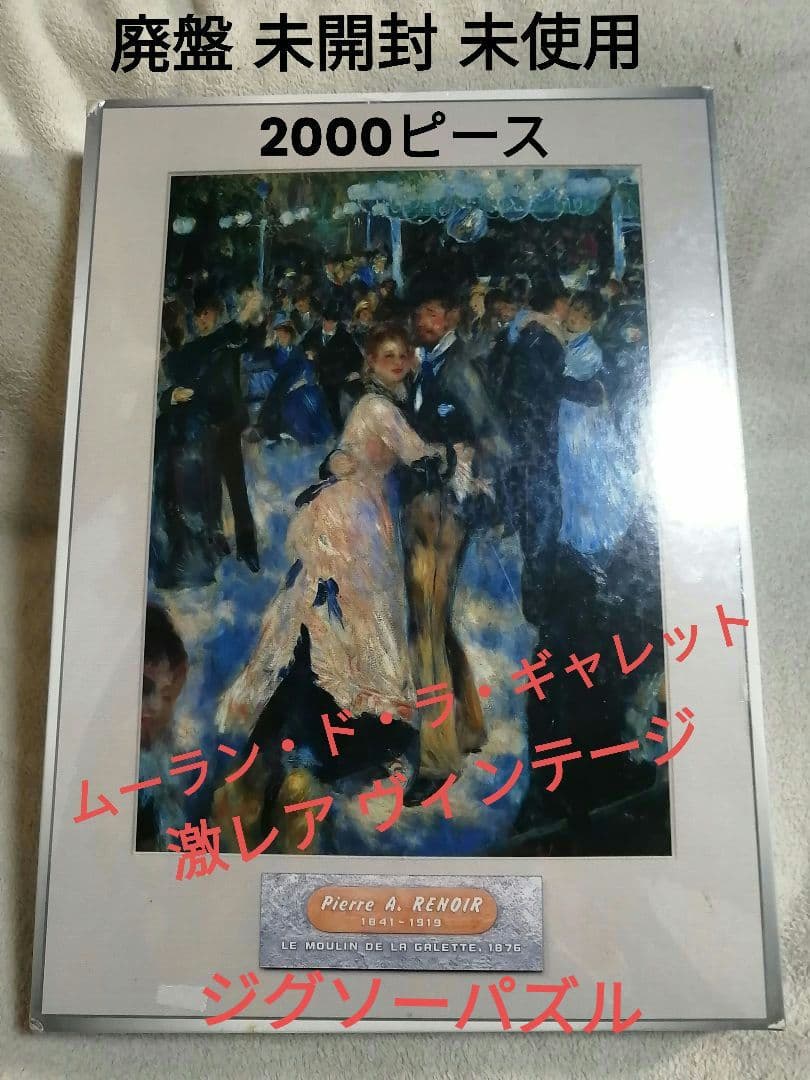 廃盤 未開封 未使用
2000ピース
ムーラン・ド・ラ・ギャレット
激レア ヴィンテージ
Pierre A. RENOIR
1841-1919
LE MOULIN DE LA GALETTE, 1876
ジグソーパズル